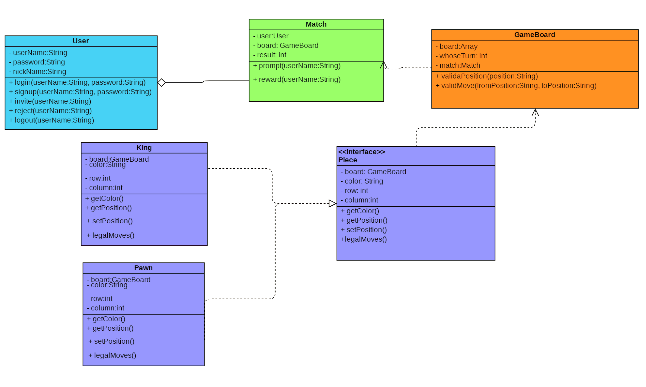 User
- userName:String
- password:String
- nickName:String
+ login(userName:String, password:String)
+ signup(userName:String, password:String)
+ invite(userName:String)
+ reject(userName:String)
+ logout(userName:String)
Match
- user:User
- board: GameBoard
- result: int
+ prompt(userName:String)
+ reward(userName:String)
GameBoard
- board:Array
- whoseTurn: int
- match:Match
+ validaPosition(position:String)
+ validMove(fromPosition:String, toPosition:String)
King
- board:GameBoard
- color:String
- row:int
- column:int
+ getColor()
+ getPosition()
+ setPosition()
+ legalMoves()
<<interface>>
Piece
- board: GameBoard
- color: String
row: int
- column:int
+ getColor()
+ getPosition()
+ setPosition()
+legalMoves()
Pawn
- board:GameBoard
- color:String
row:int
- column:int
+ getColor()
+ getPosition()
+ setPosition()
+ legalMoves()